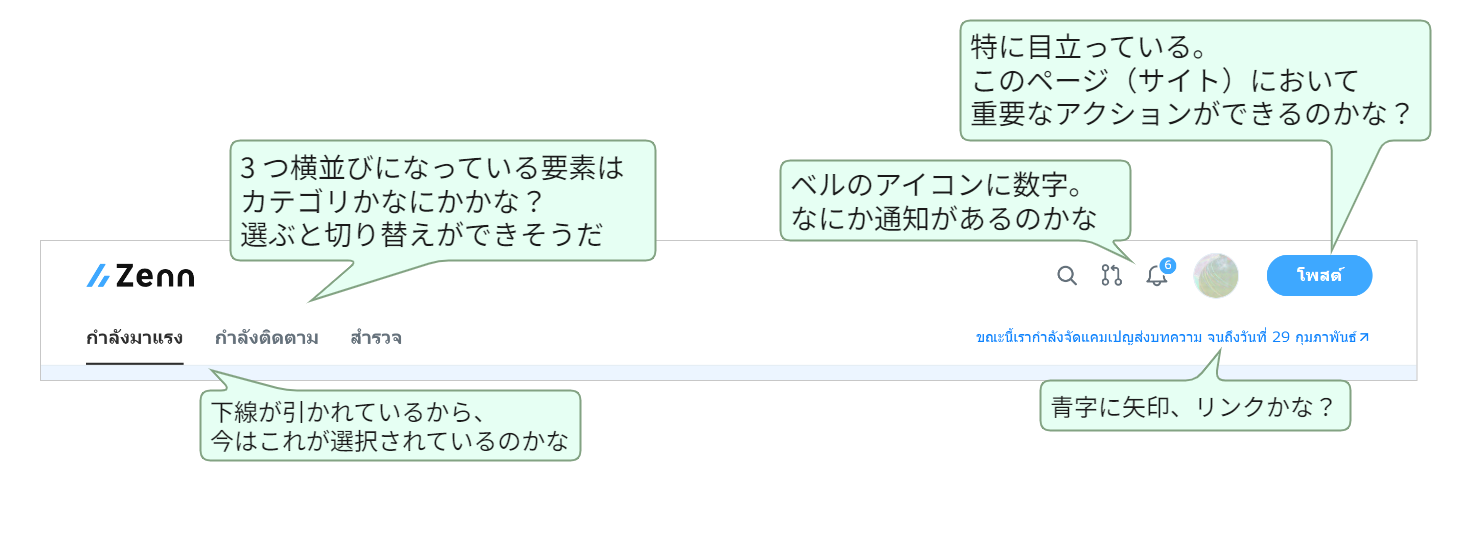 特に目立っている。
このページ（サイト）において
重要なアクションができるのかな？
3 つ横並びになっている要素は
カテゴリかなにかかな？
選ぶと切り替えができそうだ
ベルのアイコンに数字。
なにか通知があるのかな
Zenn
6
โพสต์
กำลังมาแรง
กำลังติดตาม
สำรวจ
ขณะนี้เรากำลังจัดแคมเปญส่งบทความ จนถึงวันที่ 29 กุมภาพันธ์
下線が引かれているから、
今はこれが選択されているのかな
青字に矢印、リンクかな？